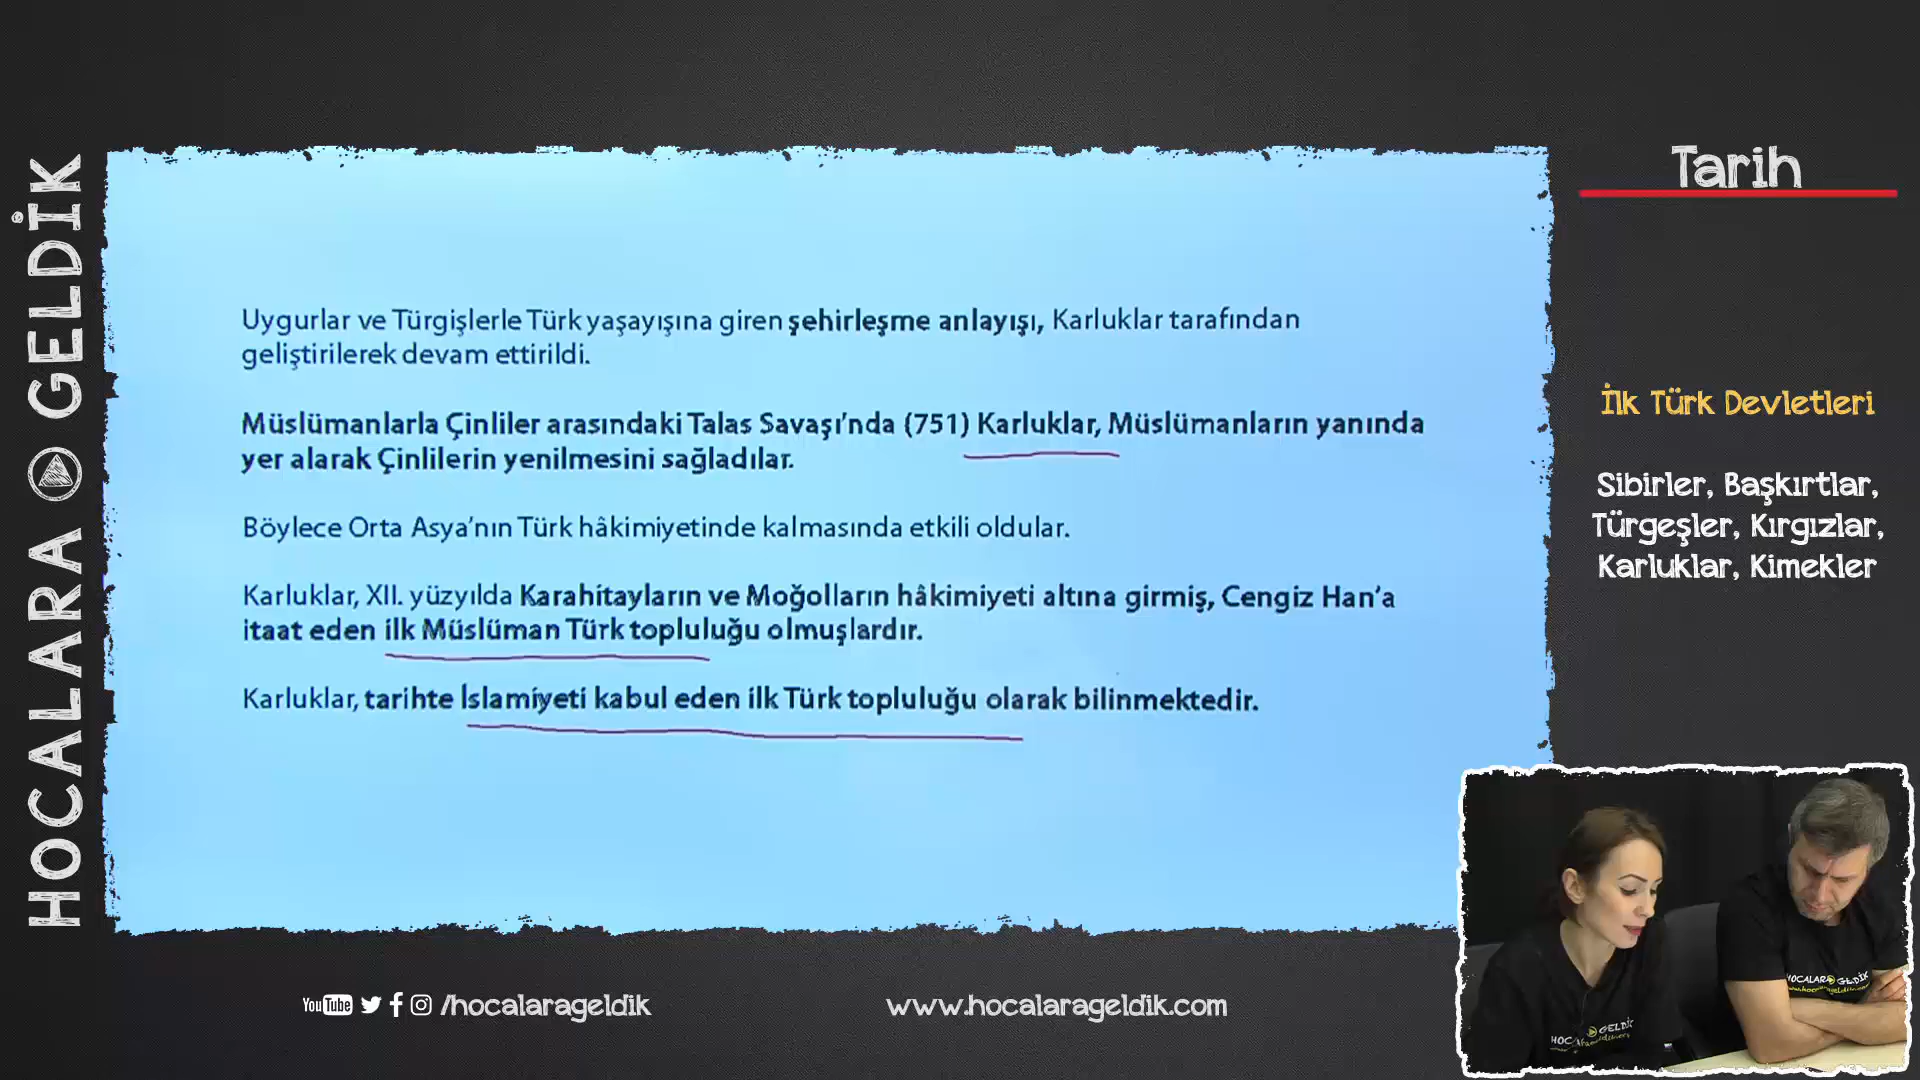 HOCALARA GELDİK
Tarih
Uygurlar ve Türgişlerle Türk yaşayışına giren şehirleşme anlayışı, Karluklar tarafından
geliştirilerek devam ettirildi.
Müslümanlarla Çinliler arasındaki Talas Savaşı'nda (751) Karluklar, Müslümanların yanında
yer alarak Çinlilerin yenilmesini sağladılar.
Böylece Orta Asya'nın Türk hâkimiyetinde kalmasında etkili oldular.
Karluklar, XII. yüzyılda Karahitayların ve Moğolların hâkimiyeti altına girmiş, Cengiz Han'a
itaat eden ilk Müslüman Türk topluluğu olmuşlardır.
Karluklar, tarihte İslamiyeti kabul eden ilk Türk topluluğu olarak bilinmektedir.
İlk Türk Devletleri
Sibirler, Başkırtlar,
Türgeşler, Kırgızlar,
Karluklar, Kimekler
YouTube /hocalarageldik
www.hocalarageldik.com
HOCALARA GELDİK